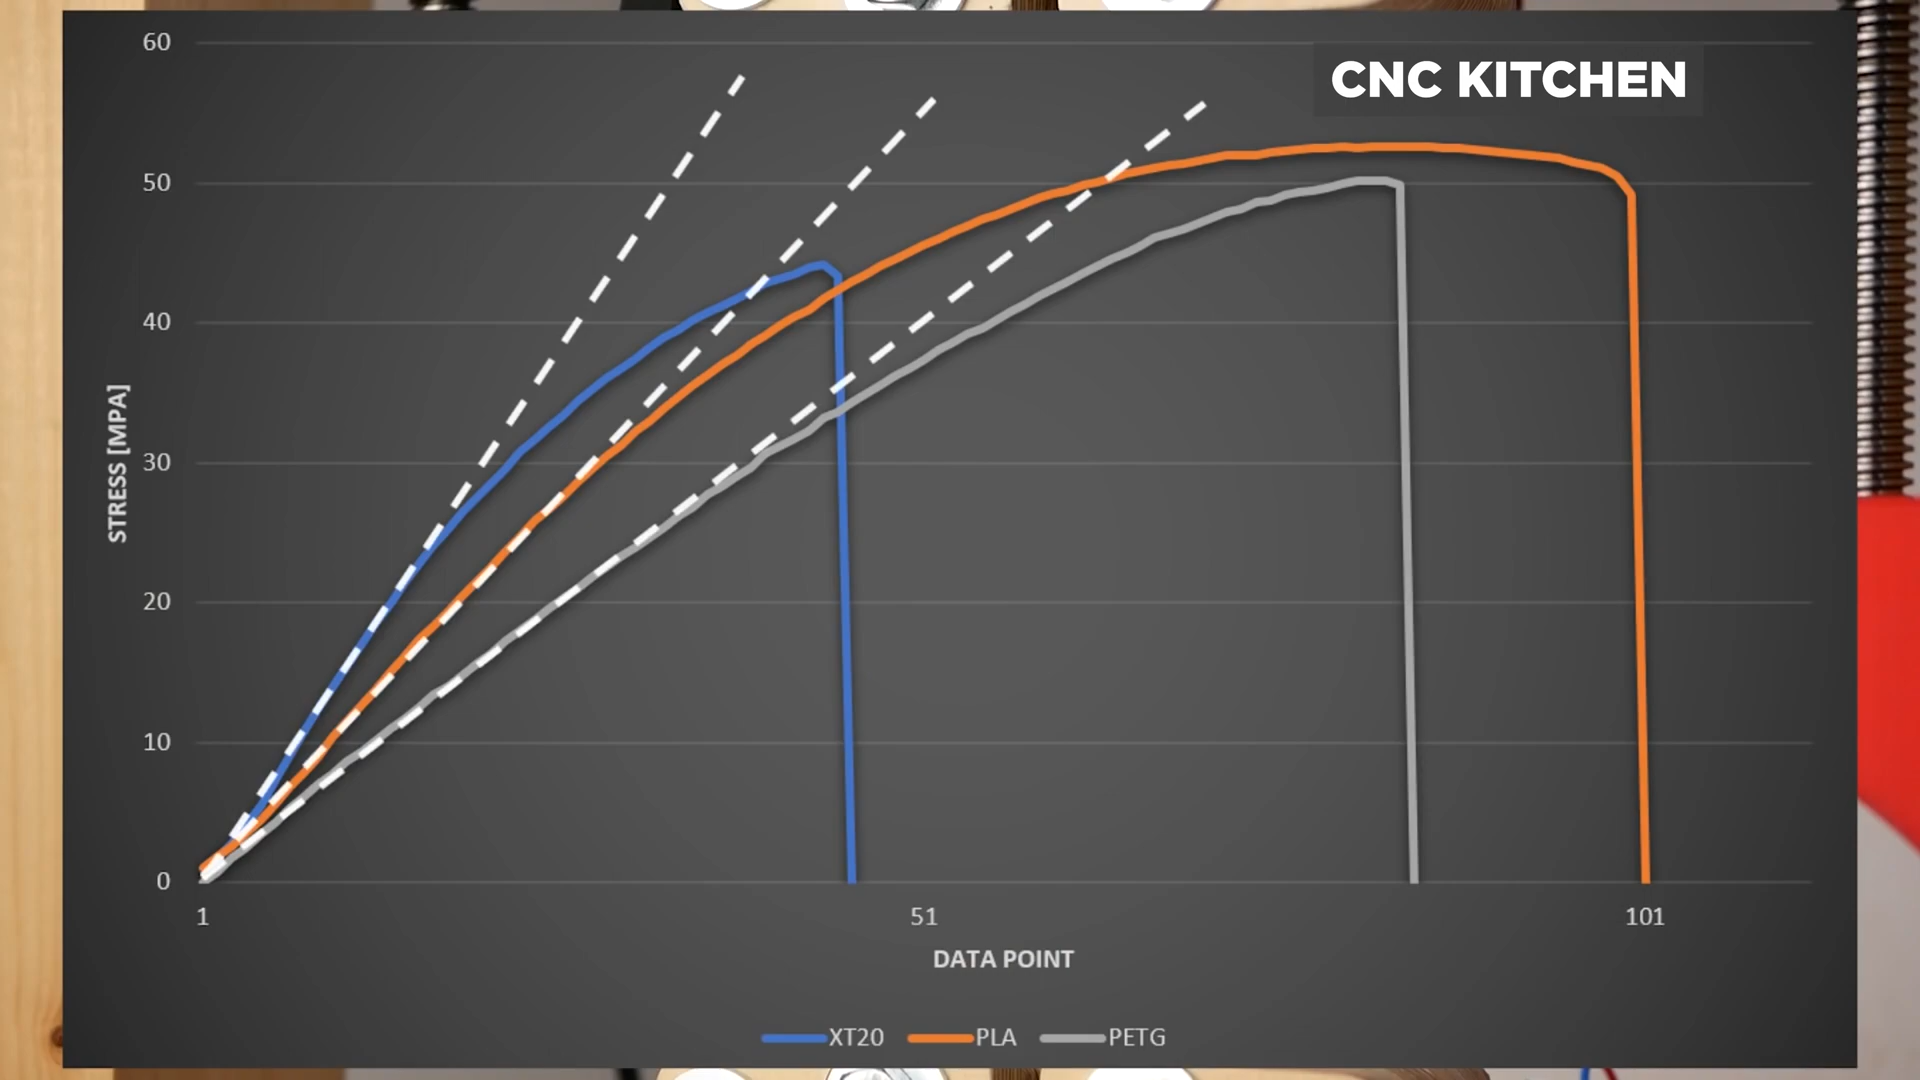 CNC KITCHEN
60
50
40
30
20
10
0
STRESS [MPA]
1 51 101
DATA POINT
XT20 PLA PETG